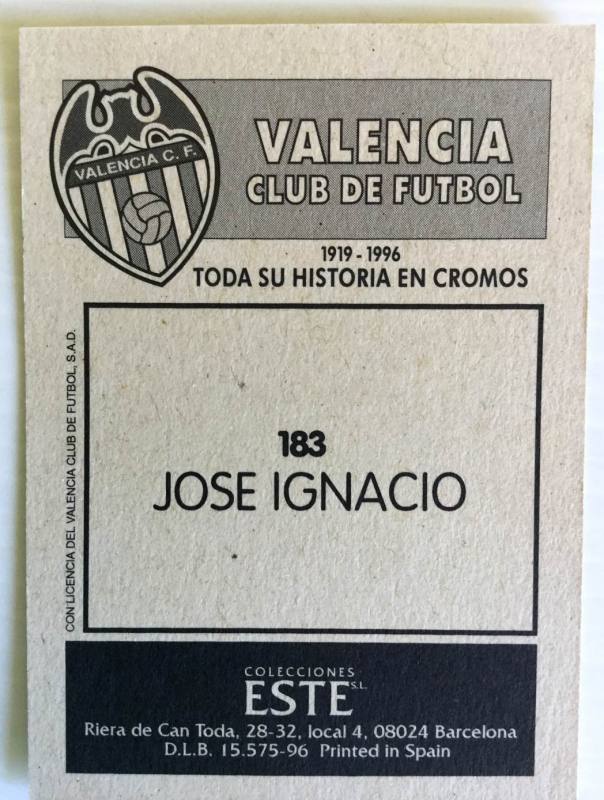 VALENCIA C. F.
VALENCIA
CLUB DE FUTBOL
1919 - 1996
TODA SU HISTORIA EN CROMOS
CON LICENCIA DEL VALENCIA CLUB DE FUTBOL, S.A.D.
183
JOSE IGNACIO
COLECCIONES
ESTE S.L.
Riera de Can Toda, 28-32, local 4, 08024 Barcelona
D.L.B. 15.575-96 Printed in Spain